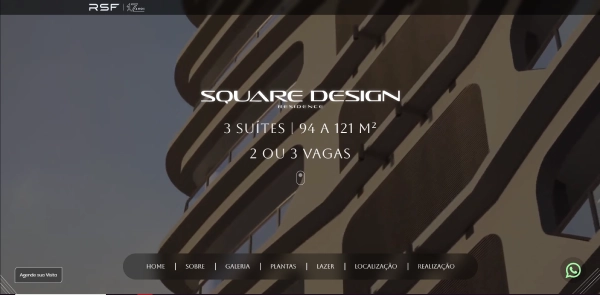 RSF
SQUARE DESIGN
RESIDENCE
3 SUÍTES | 94 A 121 M²
2 OU 3 VAGAS
HOME | SOBRE | GALERIA | PLANTAS | LAZER | LOCALIZAÇÃO | REALIZAÇÃO
Agende sua Visita